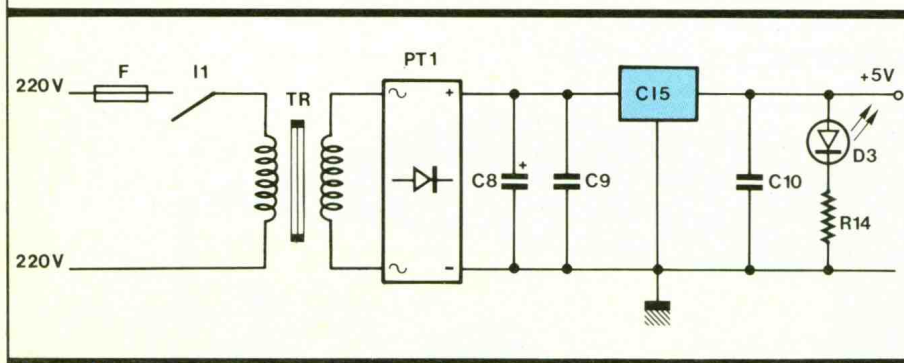 PT1
F
I1
220V
TR
+5V
CI5
C8
+
C9
C10
D3
R14
220V
~
+
~
-